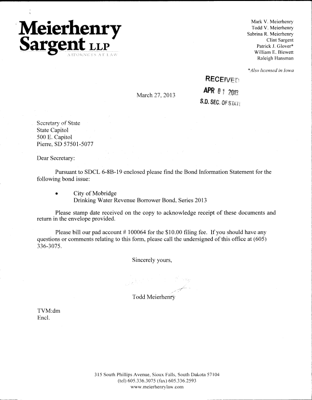 Meierhenry
Sargent LLP
Mark V. Meierhenry
Todd V. Meierhenry
Sabrina R. Meierhenry
Clint Sargent
Patrick J. Glover*
William E. Blewett
Raleigh Hansman
*Also licensed in Iowa
RECEIVED
APR 01 2013
S.D. SEC. OF STATE
March 27, 2013
Secretary of State
State Capitol
500 E. Capitol
Pierre, SD 57501-5077
Dear Secretary:
Pursuant to SDCL 6-8B-19 enclosed please find the Bond Information Statement for the
following bond issue:
• City of Mobridge
Drinking Water Revenue Borrower Bond, Series 2013
Please stamp date received on the copy to acknowledge receipt of these documents and
return in the envelope provided.
Please bill our pad account # 100064 for the $10.00 filing fee. If you should have any
questions or comments relating to this form, please call the undersigned of this office at (605)
336-3075.
Sincerely yours,
Todd Meierhenry
TVM:dm
Encl.
315 South Phillips Avenue, Sioux Falls, South Dakota 57104
(tel) 605.336.3075 (fax) 605.336.2593
www.meierhenrylaw.com